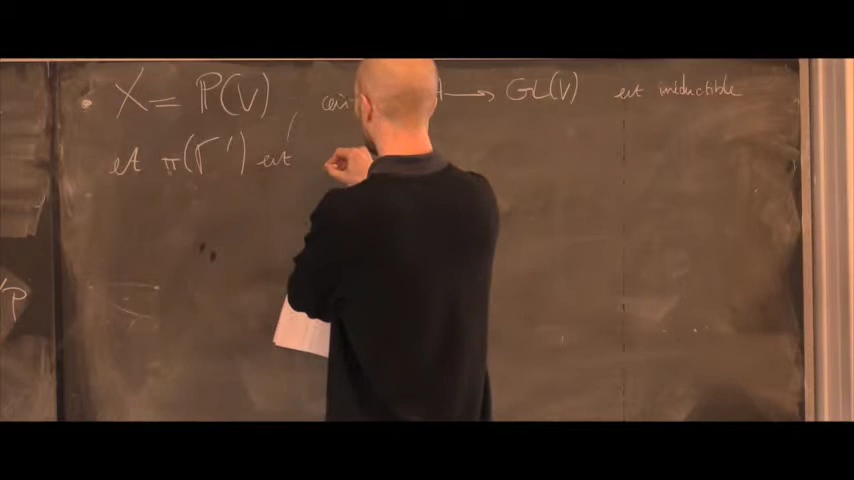 • X = ℙ(V) → GL(V) est irréductible
et π(Γ') est
P